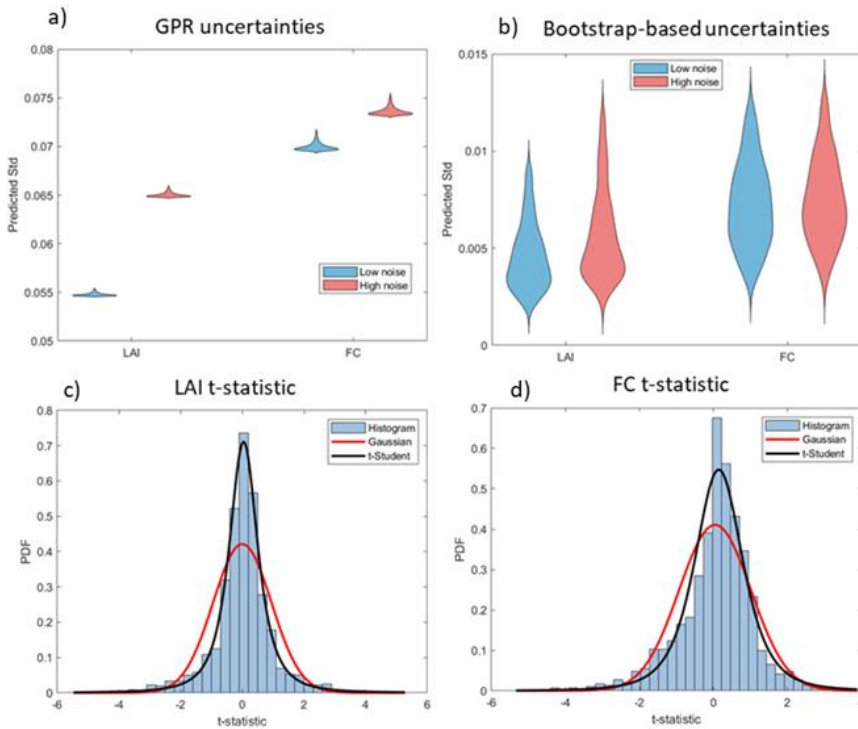 a) GPR uncertainties
0.08
0.075
0.07
0.065
0.06
0.055
0.05
Predicted Std
Low noise
High noise
LAI FC
b) Bootstrap-based uncertainties
0.015
0.01
0.005
0
Predicted Std
Low noise
High noise
LAI FC
c) LAI t-statistic
0.8
0.7
0.6
0.5
0.4
0.3
0.2
0.1
0
PDF
Histogram
Gaussian
t-Student
-6 -4 -2 0 2 4 6
t-statistic
d) FC t-statistic
0.7
0.6
0.5
0.4
0.3
0.2
0.1
0
PDF
Histogram
Gaussian
t-Student
-6 -4 -2 0 2
t-statistic